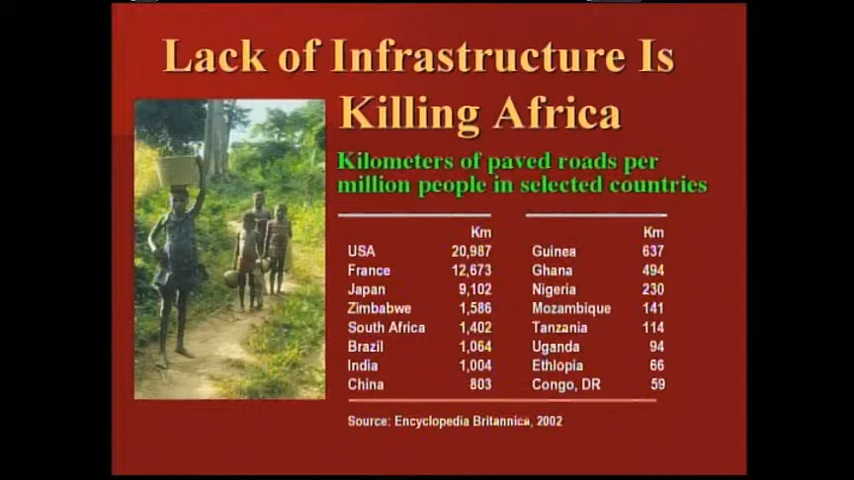 Lack of Infrastructure Is
Killing Africa
Kilometers of paved roads per
million people in selected countries
Km
USA 20,987
France 12,673
Japan 9,102
Zimbabwe 1,586
South Africa 1,402
Brazil 1,064
India 1,004
China 803
Km
Guinea 637
Ghana 494
Nigeria 230
Mozambique 141
Tanzania 114
Uganda 94
Ethiopia 66
Congo, DR 59
Source: Encyclopedia Britannica, 2002